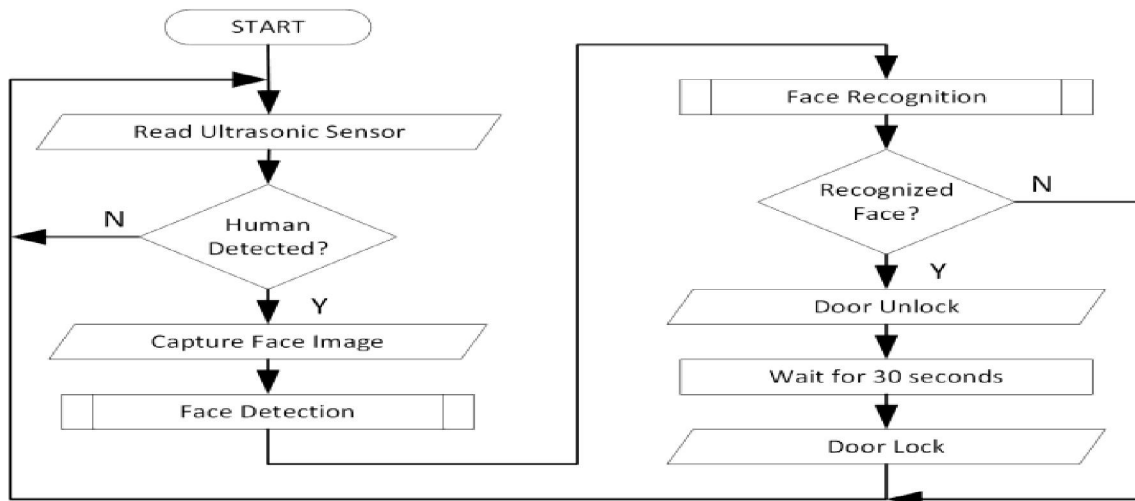 START
Read Ultrasonic Sensor
N
Human
Detected?
Y
Capture Face Image
Face Detection
Face Recognition
Recognized
Face?
N
Y
Door Unlock
Wait for 30 seconds
Door Lock